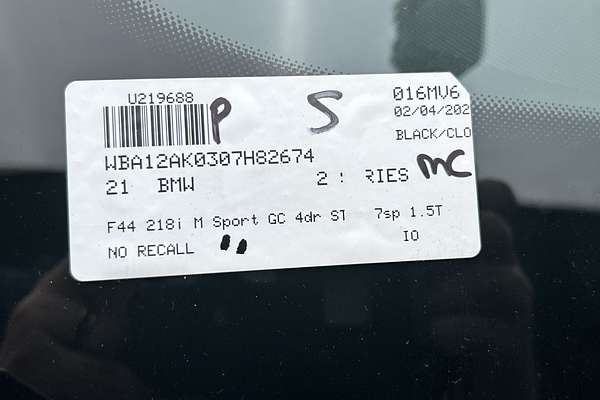 U219688 016MV6
P S 02/04/202
BLACK/CLO
WBA12AK0307H82674
21 BMW 2 RIES MC
F44 218i M Sport GC 4dr ST 7sp 1.5T
NO RECALL IO